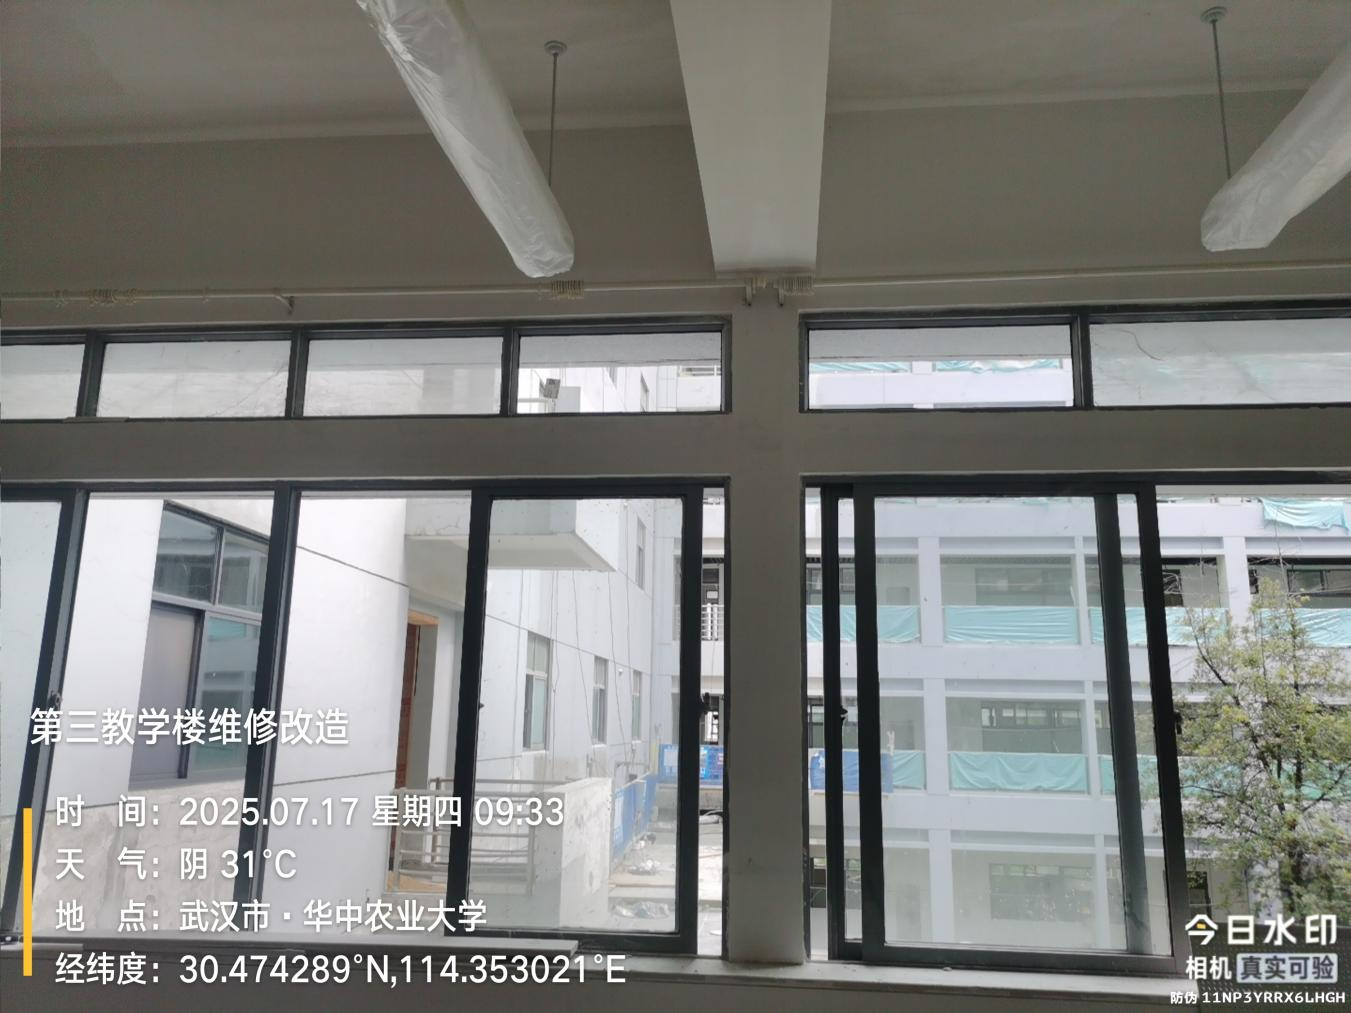 第三教学楼维修改造
时 间：2025.07.17 星期四 09:33
天 气：阴 31°C
地 点：武汉市·华中农业大学
经纬度：30.474289°N,114.353021°E
今日水印
相机 真实可验
防伪 11NP3YRRX6LHGH